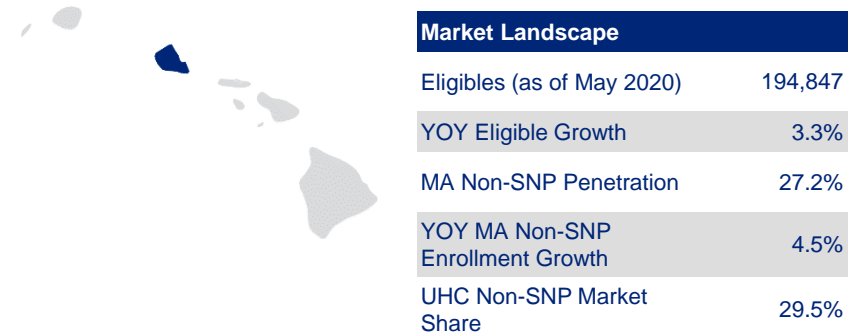 Market Landscape
Eligibles (as of May 2020) 194,847
YOY Eligible Growth 3.3%
MA Non-SNP Penetration 27.2%
YOY MA Non-SNP
Enrollment Growth 4.5%
UHC Non-SNP Market
Share 29.5%